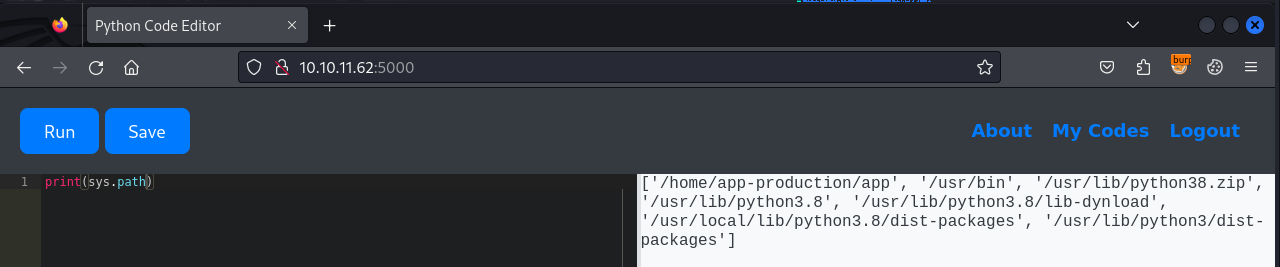 Python Code Editor
10.10.11.62:5000
burp
Run
Save
About
My Codes
Logout
1
print(sys.path)
['/home/app-production/app', '/usr/bin', '/usr/lib/python38.zip',
'/usr/lib/python3.8', '/usr/lib/python3.8/lib-dynload',
'/usr/local/lib/python3.8/dist-packages', '/usr/lib/python3/dist-
packages']